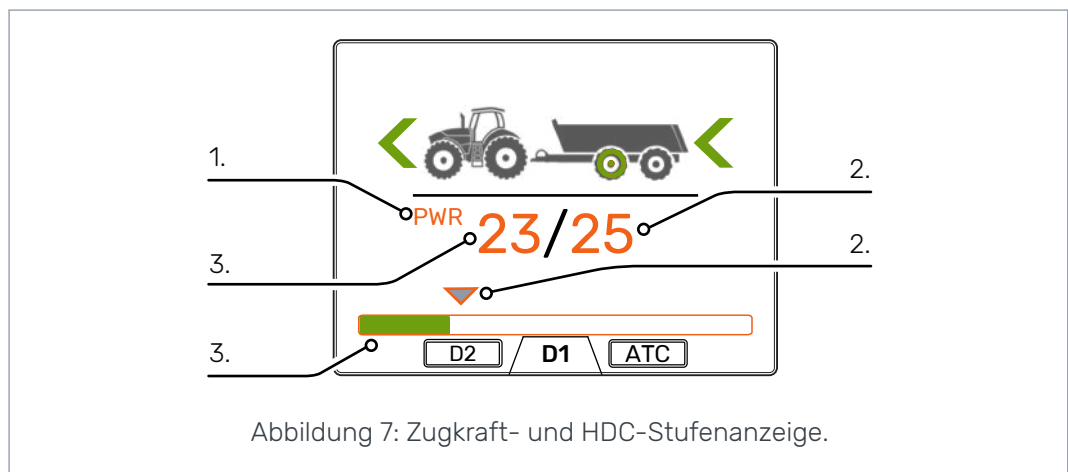 1.
2.
PWR 23/25
3.
2.
3.
D2 D1 ATC
Abbildung 7: Zugkraft- und HDC-Stufenanzeige.